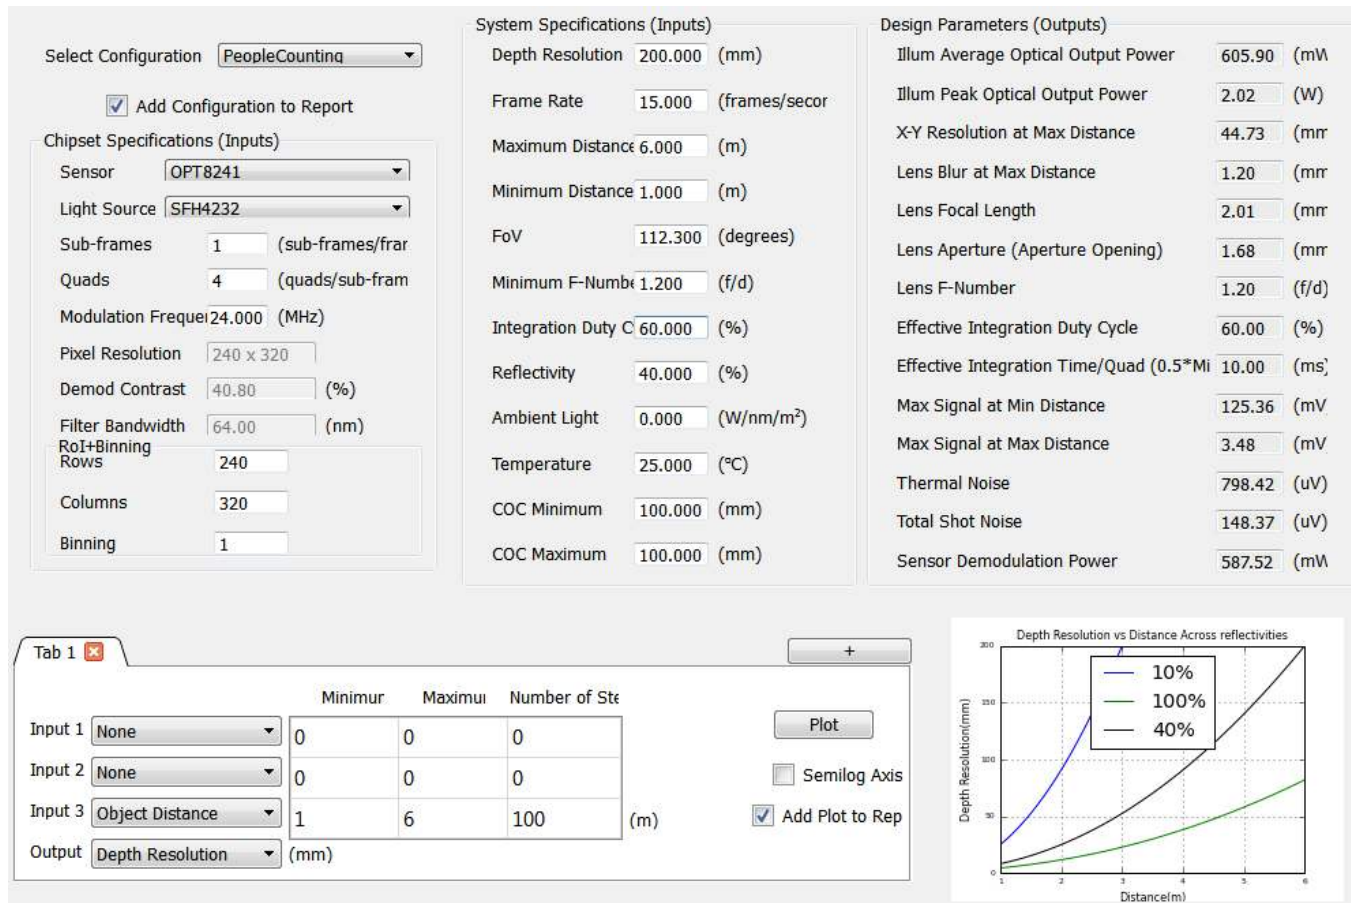 Select Configuration PeopleCounting
Add Configuration to Report
Chipset Specifications (Inputs)
Sensor OPT8241
Light Source SFH4232
Sub-frames 1 (sub-frames/frar
Quads 4 (quads/sub-fram
Modulation Frequer 24.000 (MHz)
Pixel Resolution 240 x 320
Demod Contrast 40.80 (%)
Filter Bandwidth 64.00 (nm)
RoI+Binning
Rows 240
Columns 320
Binning 1
System Specifications (Inputs)
Depth Resolution 200.000 (mm)
Frame Rate 15.000 (frames/secor
Maximum Distance 6.000 (m)
Minimum Distance 1.000 (m)
FoV 112.300 (degrees)
Minimum F-Numbe 1.200 (f/d)
Integration Duty C 60.000 (%)
Reflectivity 40.000 (%)
Ambient Light 0.000 (W/nm/m²)
Temperature 25.000 (°C)
COC Minimum 100.000 (mm)
COC Maximum 100.000 (mm)
Design Parameters (Outputs)
Illum Average Optical Output Power 605.90 (mW
Illum Peak Optical Output Power 2.02 (W)
X-Y Resolution at Max Distance 44.73 (mm
Lens Blur at Max Distance 1.20 (mm
Lens Focal Length 2.01 (mm
Lens Aperture (Aperture Opening) 1.68 (mm
Lens F-Number 1.20 (f/d)
Effective Integration Duty Cycle 60.00 (%)
Effective Integration Time/Quad (0.5*Mi 10.00 (ms)
Max Signal at Min Distance 125.36 (mV
Max Signal at Max Distance 3.48 (mV
Thermal Noise 798.42 (uV)
Total Shot Noise 148.37 (uV)
Sensor Demodulation Power 587.52 (mW
Tab 1
+
Minimur Maximuı Number of Ste
Input 1 None 0 0 0
Input 2 None 0 0 0
Input 3 Object Distance 1 6 100 (m)
Output Depth Resolution (mm)
Plot
Semilog Axis
Add Plot to Rep
Depth Resolution vs Distance Across reflectivities
Depth Resolution(mm)
200
150
100
50
0
10%
100%
40%
1 2 3 4 5 6
Distance(m)